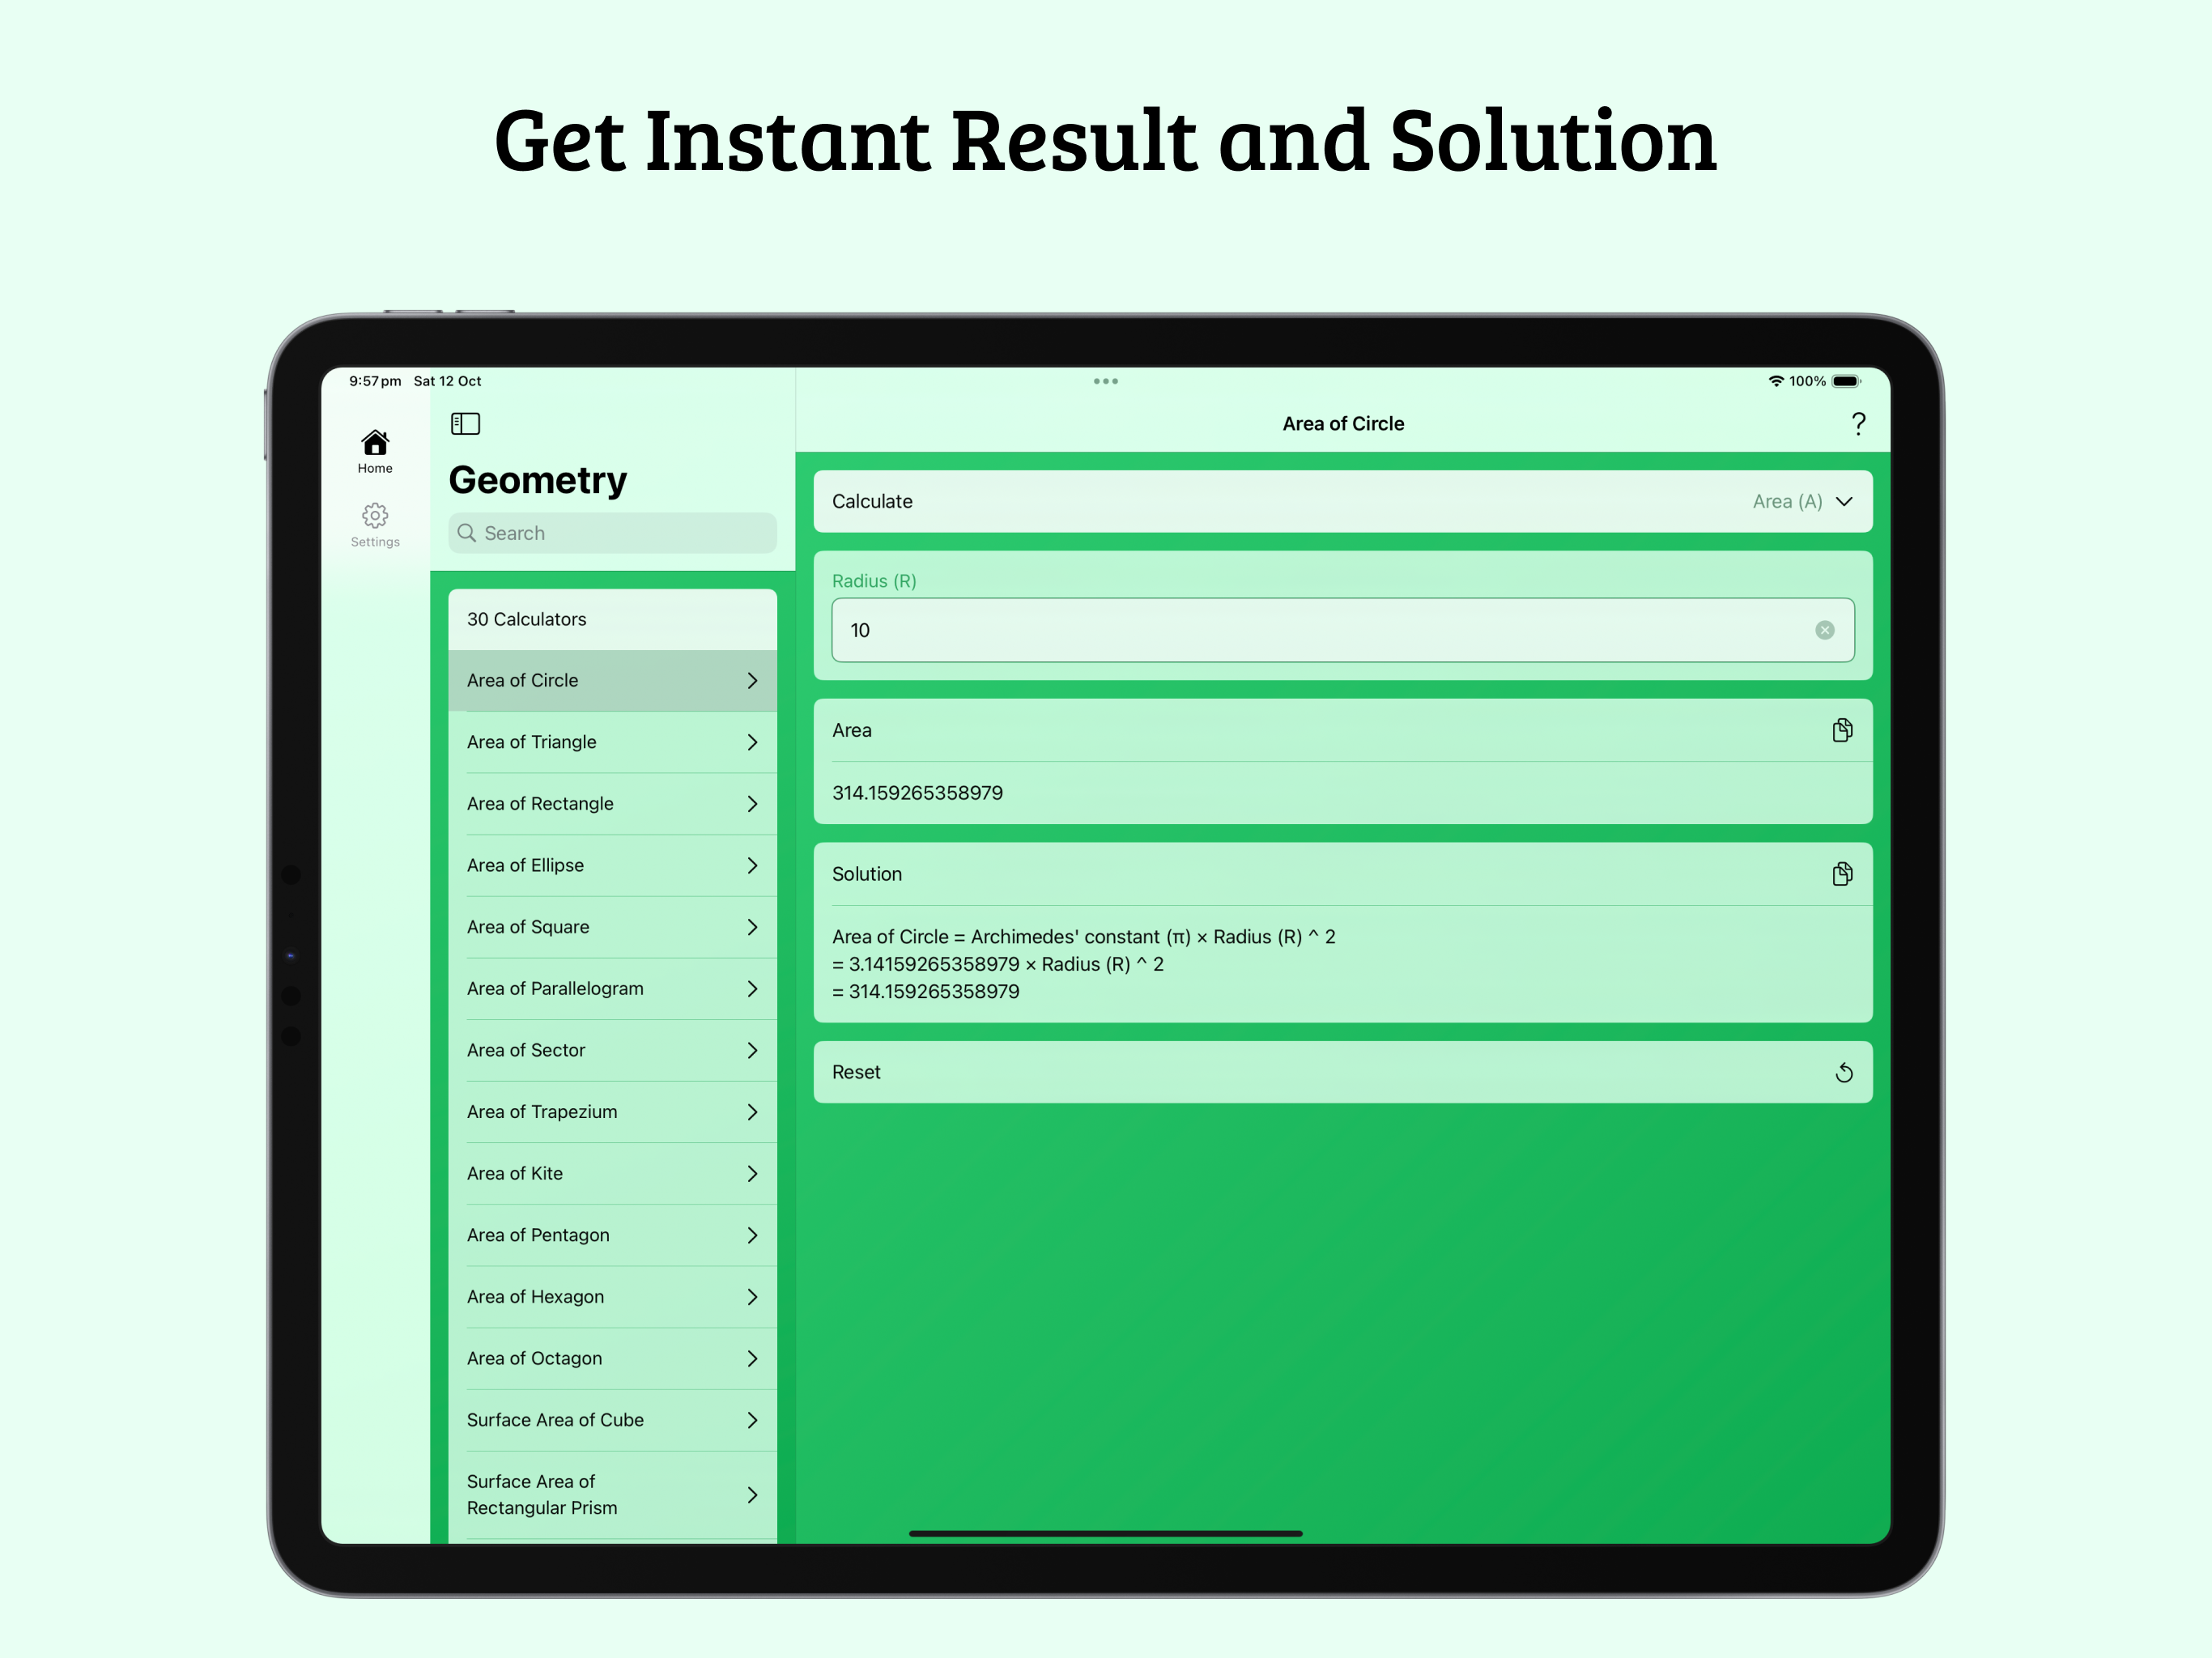 Get Instant Result and Solution
9:57 pm Sat 12 Oct
100%
Home
Settings
Geometry
Search
30 Calculators
Area of Circle
Area of Triangle
Area of Rectangle
Area of Ellipse
Area of Square
Area of Parallelogram
Area of Sector
Area of Trapezium
Area of Kite
Area of Pentagon
Area of Hexagon
Area of Octagon
Surface Area of Cube
Surface Area of
Rectangular Prism
Area of Circle ?
Calculate Area (A)
Radius (R)
10
Area
314.159265358979
Solution
Area of Circle = Archimedes' constant (π) × Radius (R) ^ 2
= 3.14159265358979 × Radius (R) ^ 2
= 314.159265358979
Reset